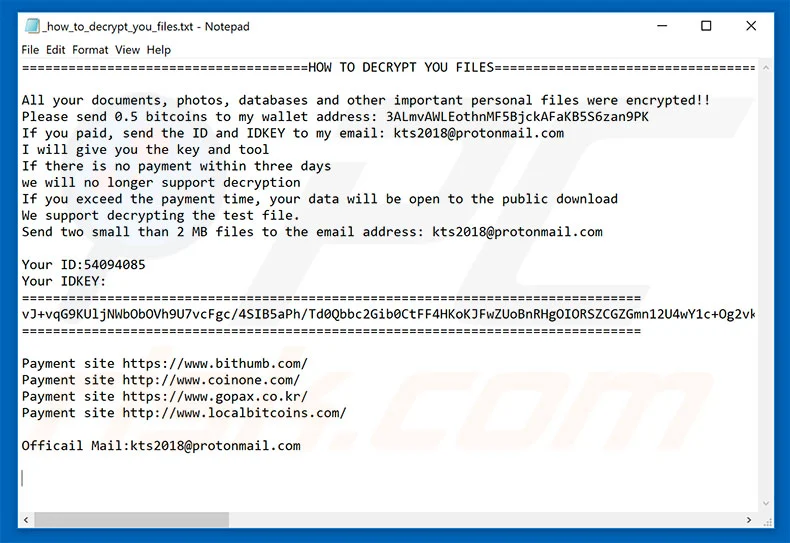 _how_to_decrypt_you_files.txt - Notepad
File Edit Format View Help
====================================HOW TO DECRYPT YOU FILES=================================
All your documents, photos, databases and other important personal files were encrypted!!
Please send 0.5 bitcoins to my wallet address: 3ALmvAWLEothnMF5BjckAFaKB5S6zan9PK
If you paid, send the ID and IDKEY to my email: kts2018@protonmail.com
I will give you the key and tool
If there is no payment within three days
we will no longer support decryption
If you exceed the payment time, your data will be open to the public download
We support decrypting the test file.
Send two small than 2 MB files to the email address: kts2018@protonmail.com
Your ID:54094085
Your IDKEY:
==============================================================================
vJ+vqG9KUljNWbObOVh9U7vcFgc/4SIB5aPh/Td0Qbbc2Gib0CtFF4HKoKJFwZUoBnRHgOIORSZCGZGmn12U4wY1c+Og2vk
==============================================================================
Payment site https://www.bithumb.com/
Payment site http://www.coinone.com/
Payment site https://www.gopax.co.kr/
Payment site http://www.localbitcoins.com/
Officail Mail:kts2018@protonmail.com